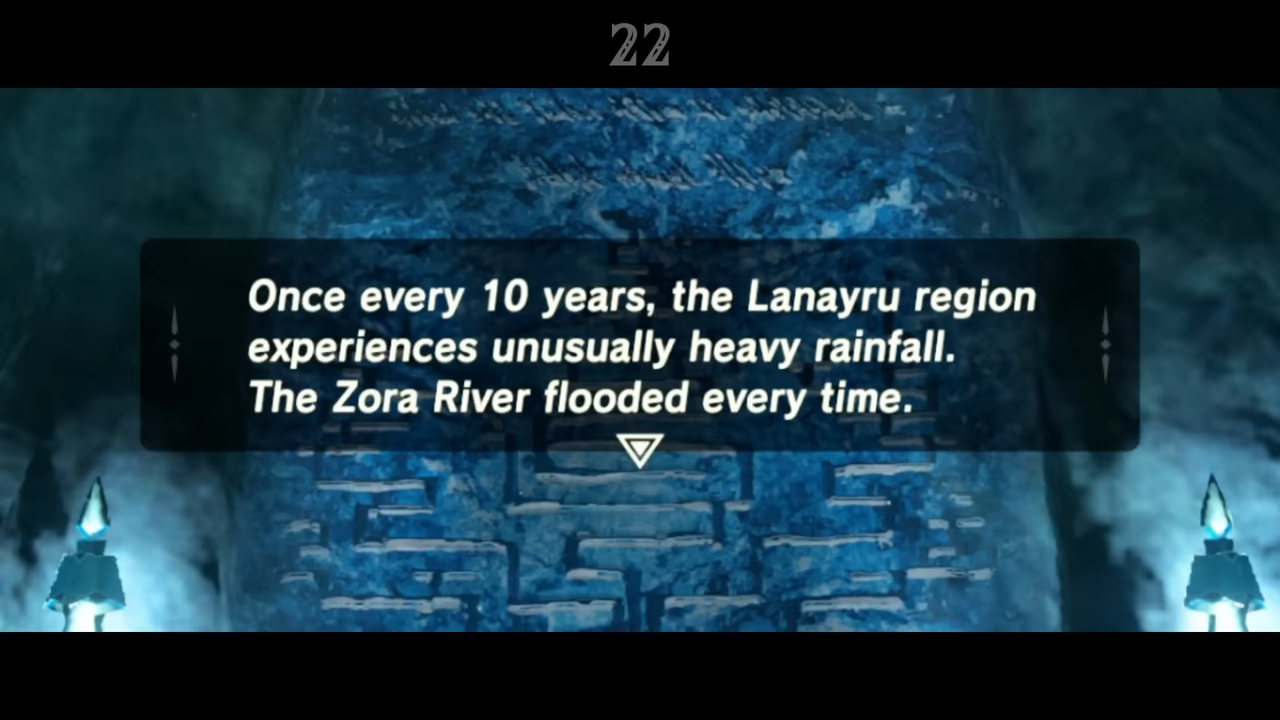 22
Once every 10 years, the Lanayru region
experiences unusually heavy rainfall.
The Zora River flooded every time.